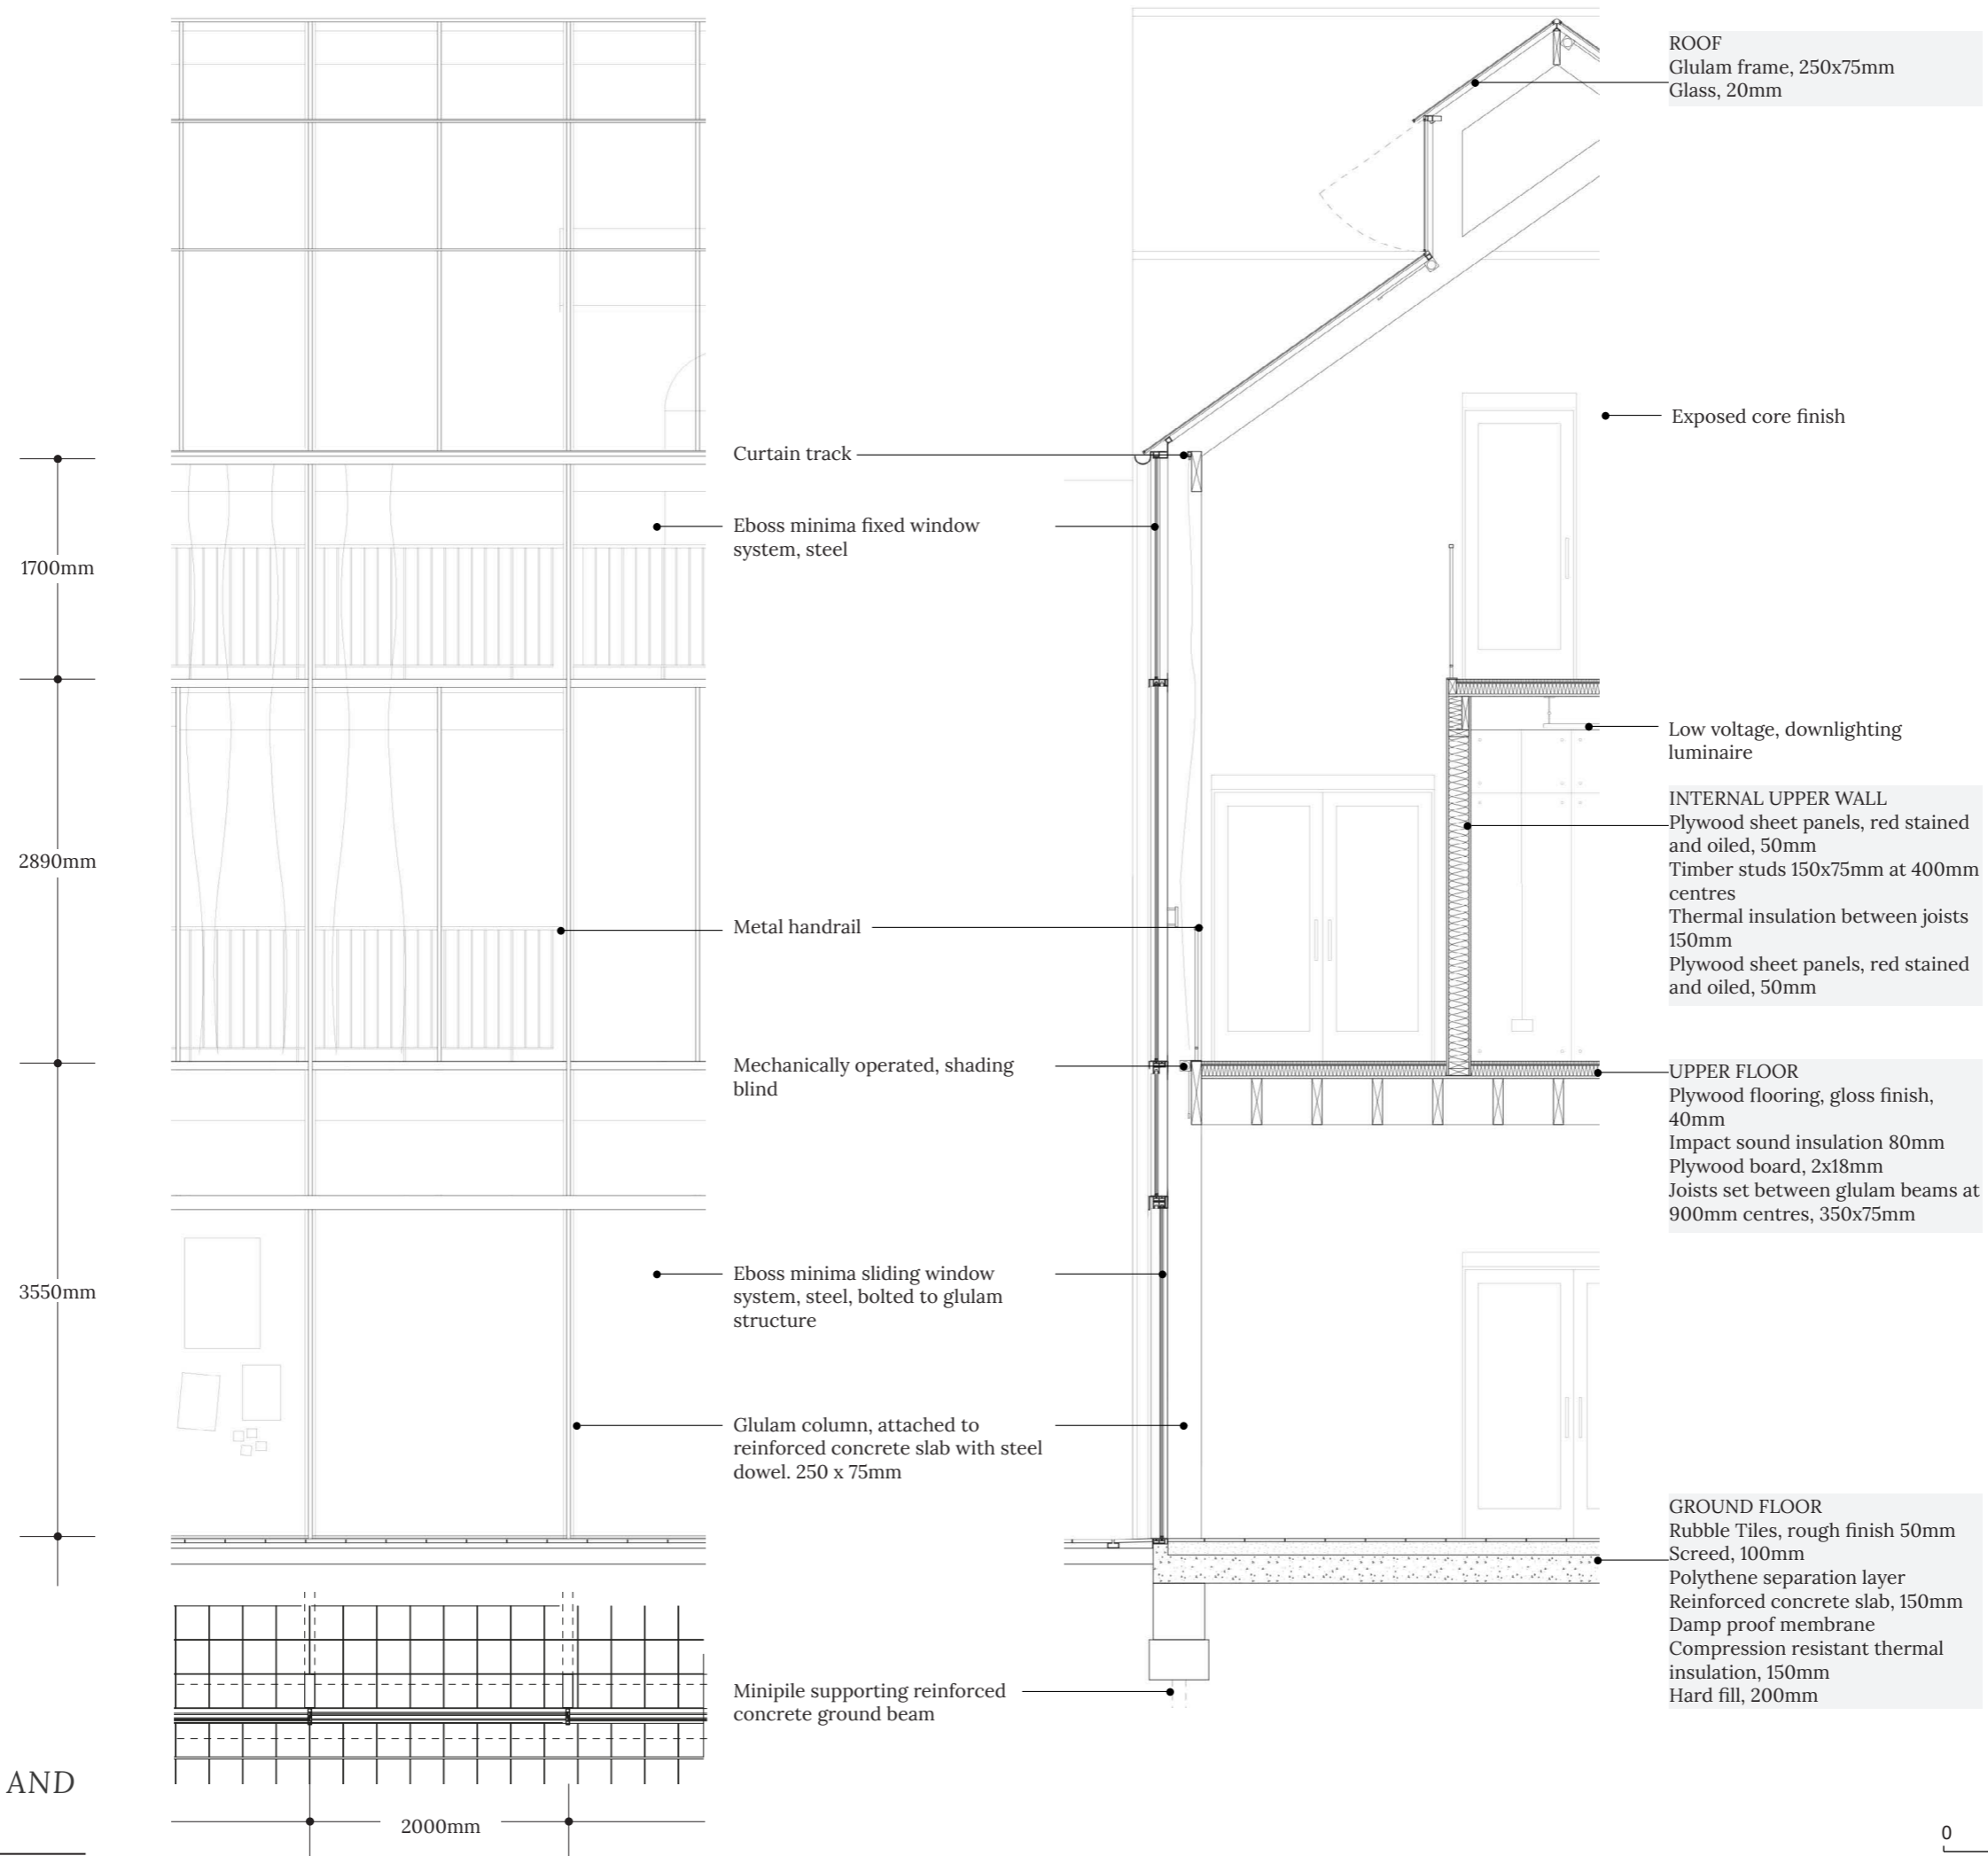 ROOF
Glulam frame, 250x75mm
Glass, 20mm
Exposed core finish
Curtain track
Eboss minima fixed window
system, steel
1700mm
Low voltage, downlighting
luminaire
INTERNAL UPPER WALL
Plywood sheet panels, red stained
and oiled, 50mm
Timber studs 150x75mm at 400mm
centres
Thermal insulation between joists
150mm
Plywood sheet panels, red stained
and oiled, 50mm
2890mm
Metal handrail
Mechanically operated, shading
blind
UPPER FLOOR
Plywood flooring, gloss finish,
40mm
Impact sound insulation 80mm
Plywood board, 2x18mm
Joists set between glulam beams at
900mm centres, 350x75mm
3550mm
Eboss minima sliding window
system, steel, bolted to glulam
structure
Glulam column, attached to
reinforced concrete slab with steel
dowel. 250 x 75mm
GROUND FLOOR
Rubble Tiles, rough finish 50mm
Screed, 100mm
Polythene separation layer
Reinforced concrete slab, 150mm
Damp proof membrane
Compression resistant thermal
insulation, 150mm
Hard fill, 200mm
Minipile supporting reinforced
concrete ground beam
AND
2000mm
0